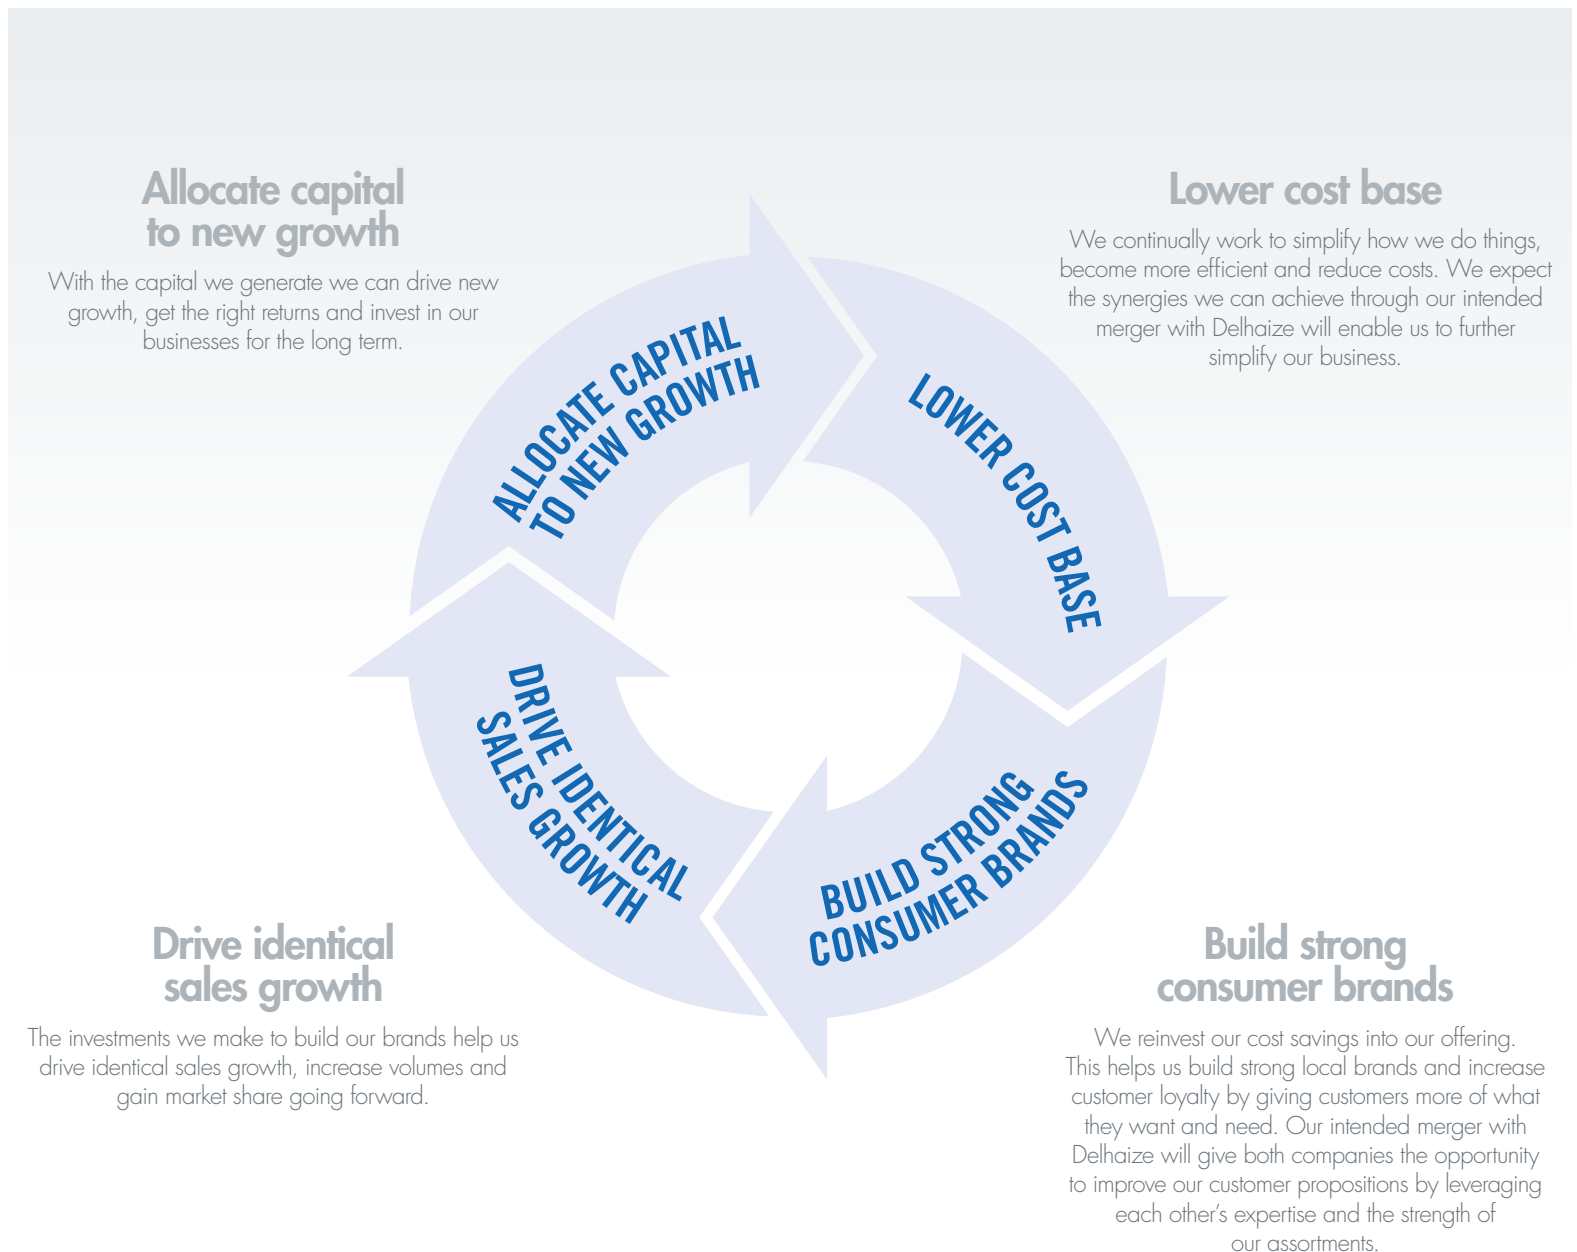 Allocate capital
to new growth
With the capital we generate we can drive new
growth, get the right returns and invest in our
businesses for the long term.
Lower cost base
We continually work to simplify how we do things,
become more efficient and reduce costs. We expect
the synergies we can achieve through our intended
merger with Delhaize will enable us to further
simplify our business.
ALLOCATE CAPITAL
TO NEW GROWTH
LOWER COST BASE
DRIVE IDENTICAL
SALES GROWTH
BUILD STRONG
CONSUMER BRANDS
Drive identical
sales growth
The investments we make to build our brands help us
drive identical sales growth, increase volumes and
gain market share going forward.
Build strong
consumer brands
We reinvest our cost savings into our offering.
This helps us build strong local brands and increase
customer loyalty by giving customers more of what
they want and need. Our intended merger with
Delhaize will give both companies the opportunity
to improve our customer propositions by leveraging
each other’s expertise and the strength of
our assortments.